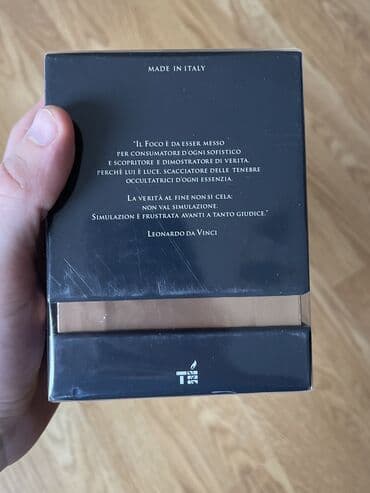 MADE IN ITALY
"IL FOCO È DA ESSER MESSO
PER CONSUMATORE D'OGNI SOFISTICO
E SCOPRITORE E DIMOSTRATORE DI VERITA,
PERCHÈ LUI È LUCE, SCACCIATORE DELLE TENEBRE
OCCULTATRICI D'OGNI ESSENZIA.
LA VERITÀ AL FINE NON SI CELA:
NON VAL SIMULAZIONE.
SIMULAZION È FRUSTRATA AVANTI A TANTO GIUDICE."
LEONARDO DA VINCI